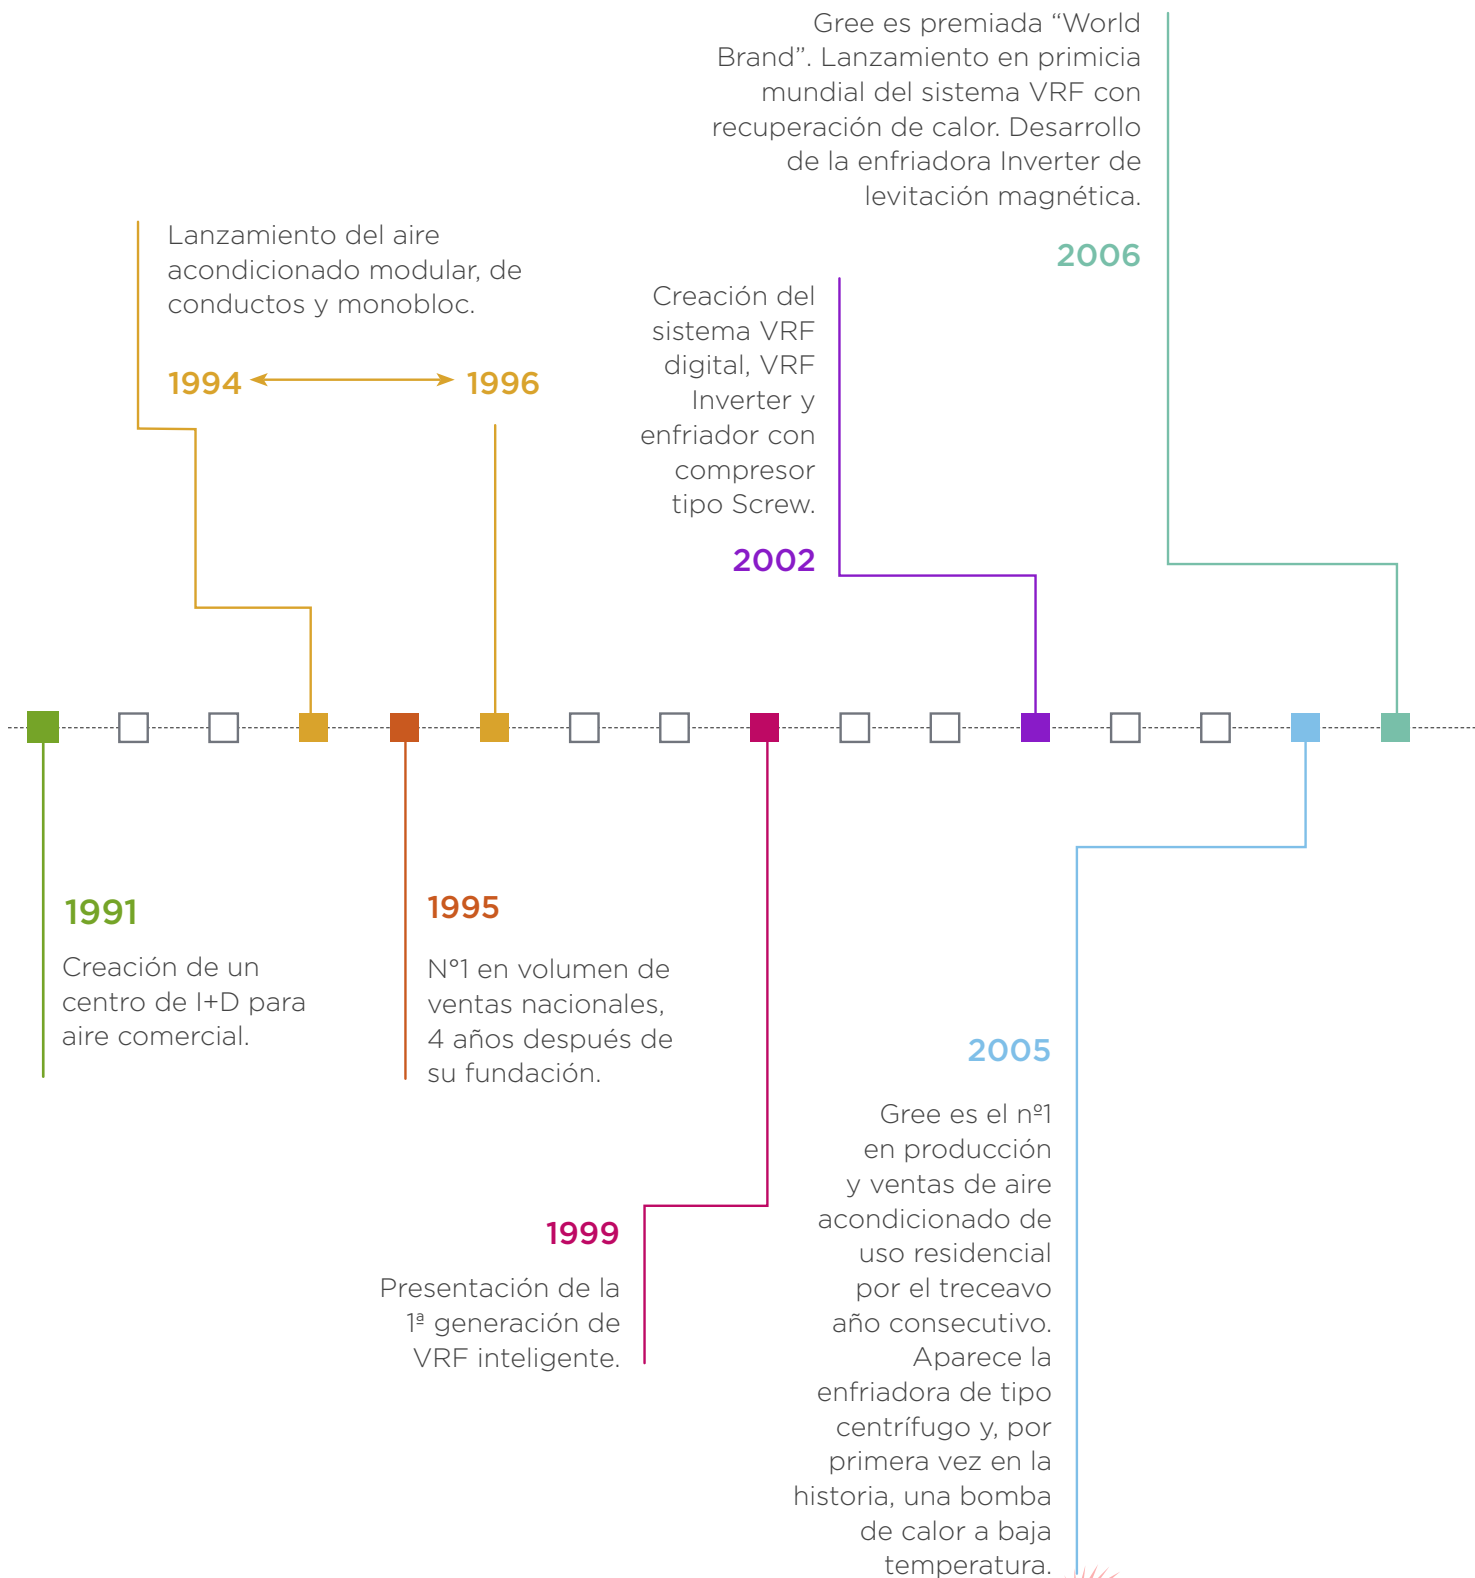 Gree es premiada “World
Brand”. Lanzamiento en primicia
mundial del sistema VRF con
recuperación de calor. Desarrollo
de la enfriadora Inverter de
levitación magnética.
2006
Lanzamiento del aire
acondicionado modular, de
conductos y monobloc.
1994
1996
Creación del
sistema VRF
digital, VRF
Inverter y
enfriador con
compresor
tipo Screw.
2002
1991
Creación de un
centro de I+D para
aire comercial.
1995
N°1 en volumen de
ventas nacionales,
4 años después de
su fundación.
1999
Presentación de la
1ª generación de
VRF inteligente.
2005
Gree es el nº1
en producción
y ventas de aire
acondicionado de
uso residencial
por el treceavo
año consecutivo.
Aparece la
enfriadora de tipo
centrífugo y, por
primera vez en la
historia, una bomba
de calor a baja
temperatura.